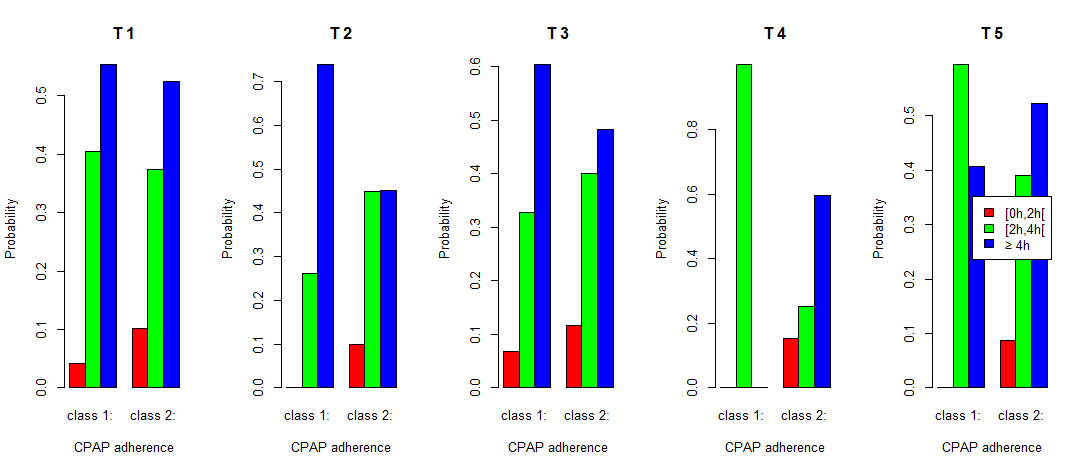 T 1
T 2
T 3
T 4
T 5
Probability
0.0
0.1
0.2
0.3
0.4
0.5
class 1:
class 2:
CPAP adherence
Probability
0.0
0.1
0.2
0.3
0.4
0.5
0.6
0.7
class 1:
class 2:
CPAP adherence
Probability
0.0
0.1
0.2
0.3
0.4
0.5
0.6
class 1:
class 2:
CPAP adherence
Probability
0.0
0.2
0.4
0.6
0.8
class 1:
class 2:
CPAP adherence
Probability
0.0
0.1
0.2
0.3
0.4
0.5
[0h,2h[
[2h,4h[
≥ 4h
class 1:
class 2:
CPAP adherence